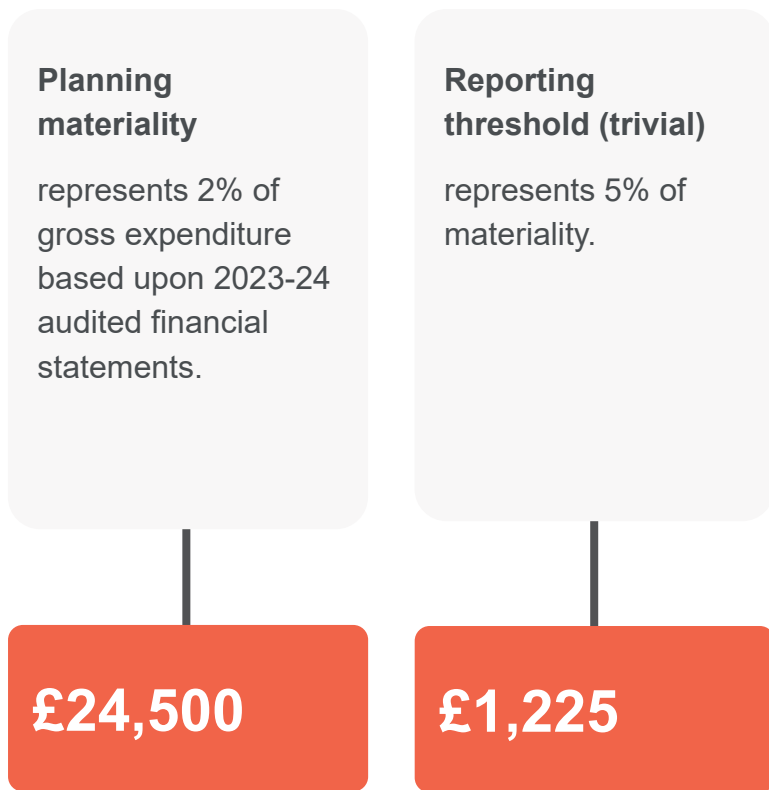 Planning
materiality
represents 2% of
gross expenditure
based upon 2023-24
audited financial
statements.
£24,500
Reporting
threshold (trivial)
represents 5% of
materiality.
£1,225